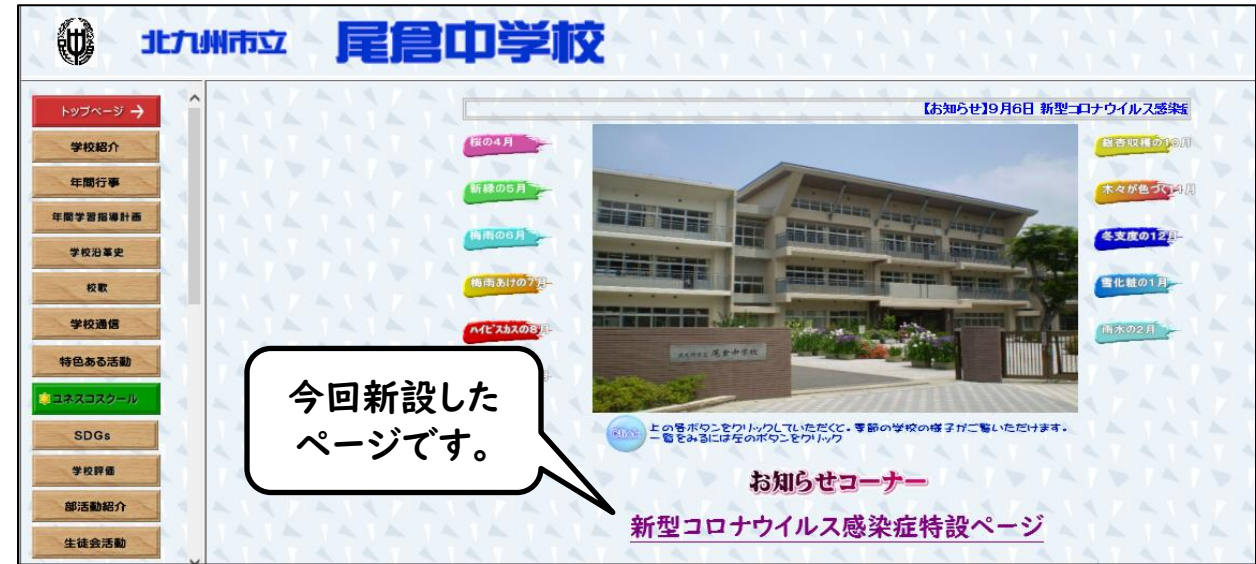 北九州市立 尾倉中学校
トップページ →
学校紹介
年間行事
年間学習指導計画
学校沿革史
校歌
学校通信
特色ある活動
ユネスコスクール
SDGs
学校評価
部活動紹介
生徒会活動
【お知らせ】9月6日 新型コロナウイルス感染症
桜の4月
新緑の5月
梅雨の6月
梅雨あけの7月
ハイビスカスの8月
銀杏収穫の10月
木々が色づく11月
冬支度の12月
雪化粧の1月
雨水の2月
尾倉中学校
今回新設した
ページです。
Click
上の各ボタンをクリックしていただくと、季節の学校の様子がご覧いただけます。
一覧をみるには左のボタンをクリック
お知らせコーナー
新型コロナウイルス感染症特設ページ